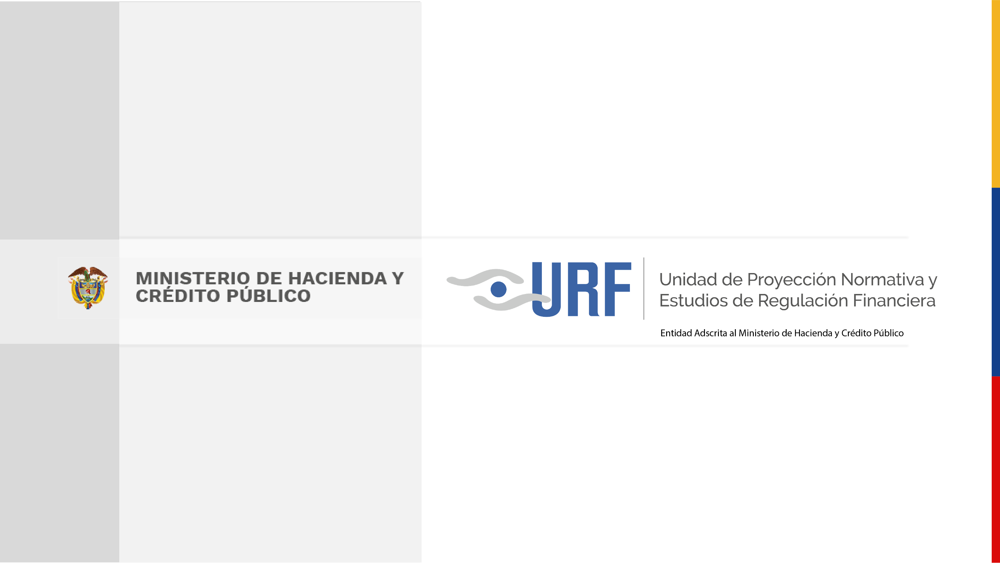 MINISTERIO DE HACIENDA Y
CRÉDITO PÚBLICO
URF
Unidad de Proyección Normativa y
Estudios de Regulación Financiera
Entidad Adscrita al Ministerio de Hacienda y Crédito Público